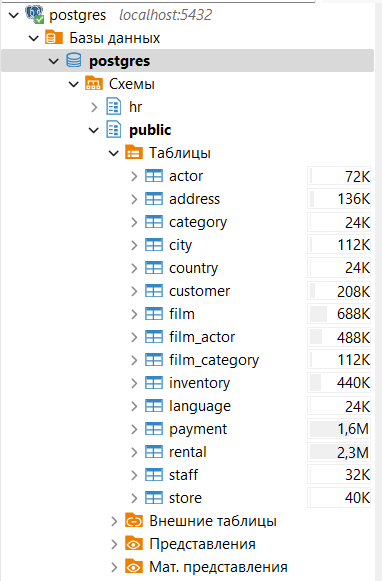 postgres localhost:5432
Базы данных
postgres
Схемы
hr
public
Таблицы
actor 72K
address 136K
category 24K
city 112K
country 24K
customer 208K
film 688K
film_actor 488K
film_category 112K
inventory 440K
language 24K
payment 1,6M
rental 2,3M
staff 32K
store 40K
Внешние таблицы
Представления
Мат. представления